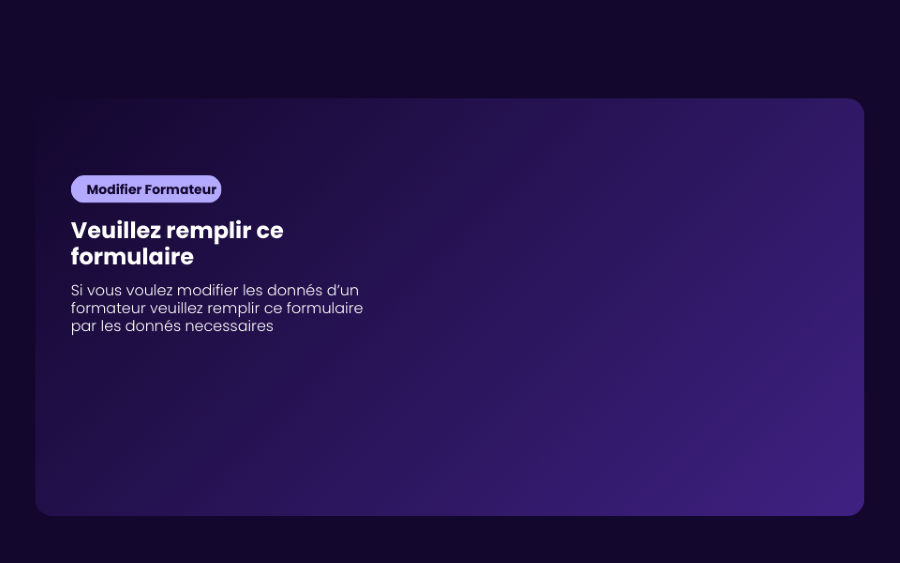 Modifier Formateur
Veuillez remplir ce
formulaire
Si vous voulez modifier les donnés d’un
formateur veuillez remplir ce formulaire
par les donnés necessaires